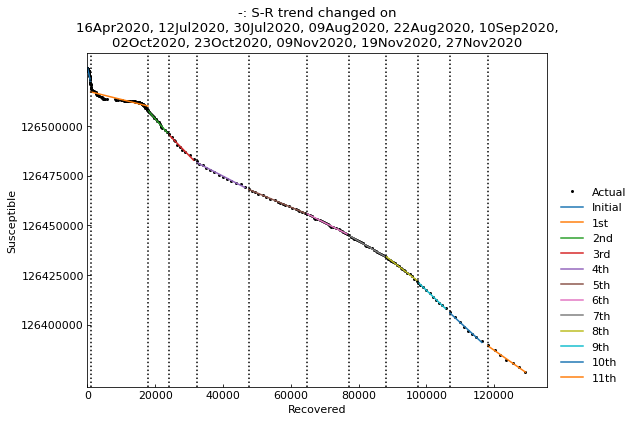 -: S-R trend changed on
16Apr2020, 12Jul2020, 30Jul2020, 09Aug2020, 22Aug2020, 10Sep2020,
02Oct2020, 23Oct2020, 09Nov2020, 19Nov2020, 27Nov2020
126500000
126475000
126450000
126425000
126400000
Susceptible
0
20000
40000
60000
80000
100000
120000
Recovered
Actual
Initial
1st
2nd
3rd
4th
5th
6th
7th
8th
9th
10th
11th